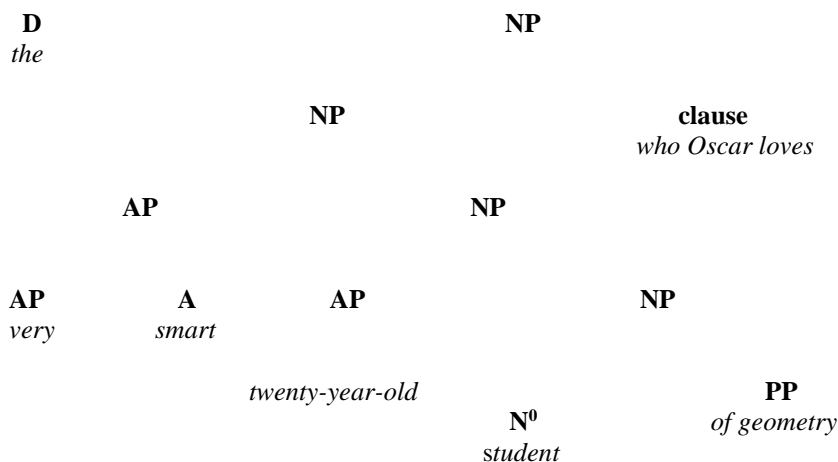 D NP
the
NP clause
who Oscar loves
AP NP
AP A AP NP
very smart
twenty-year-old PP
N⁰ of geometry
student